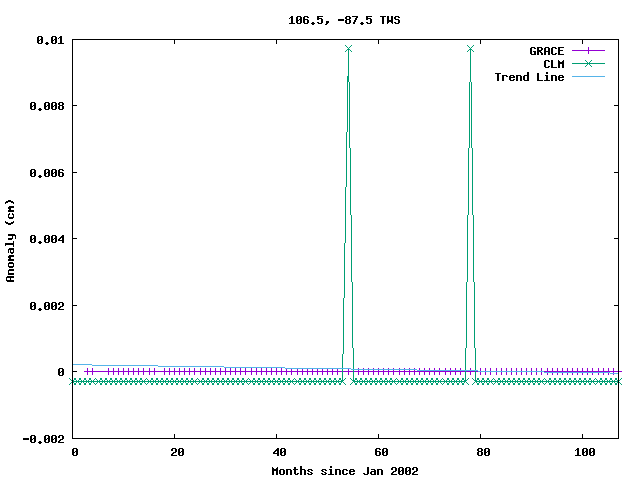 106.5, -87.5 TWS
GRACE
CLM
Trend Line
0.01
0.008
0.006
0.004
0.002
0
-0.002
Anomaly (cm)
0 20 40 60 80 100
Months since Jan 2002